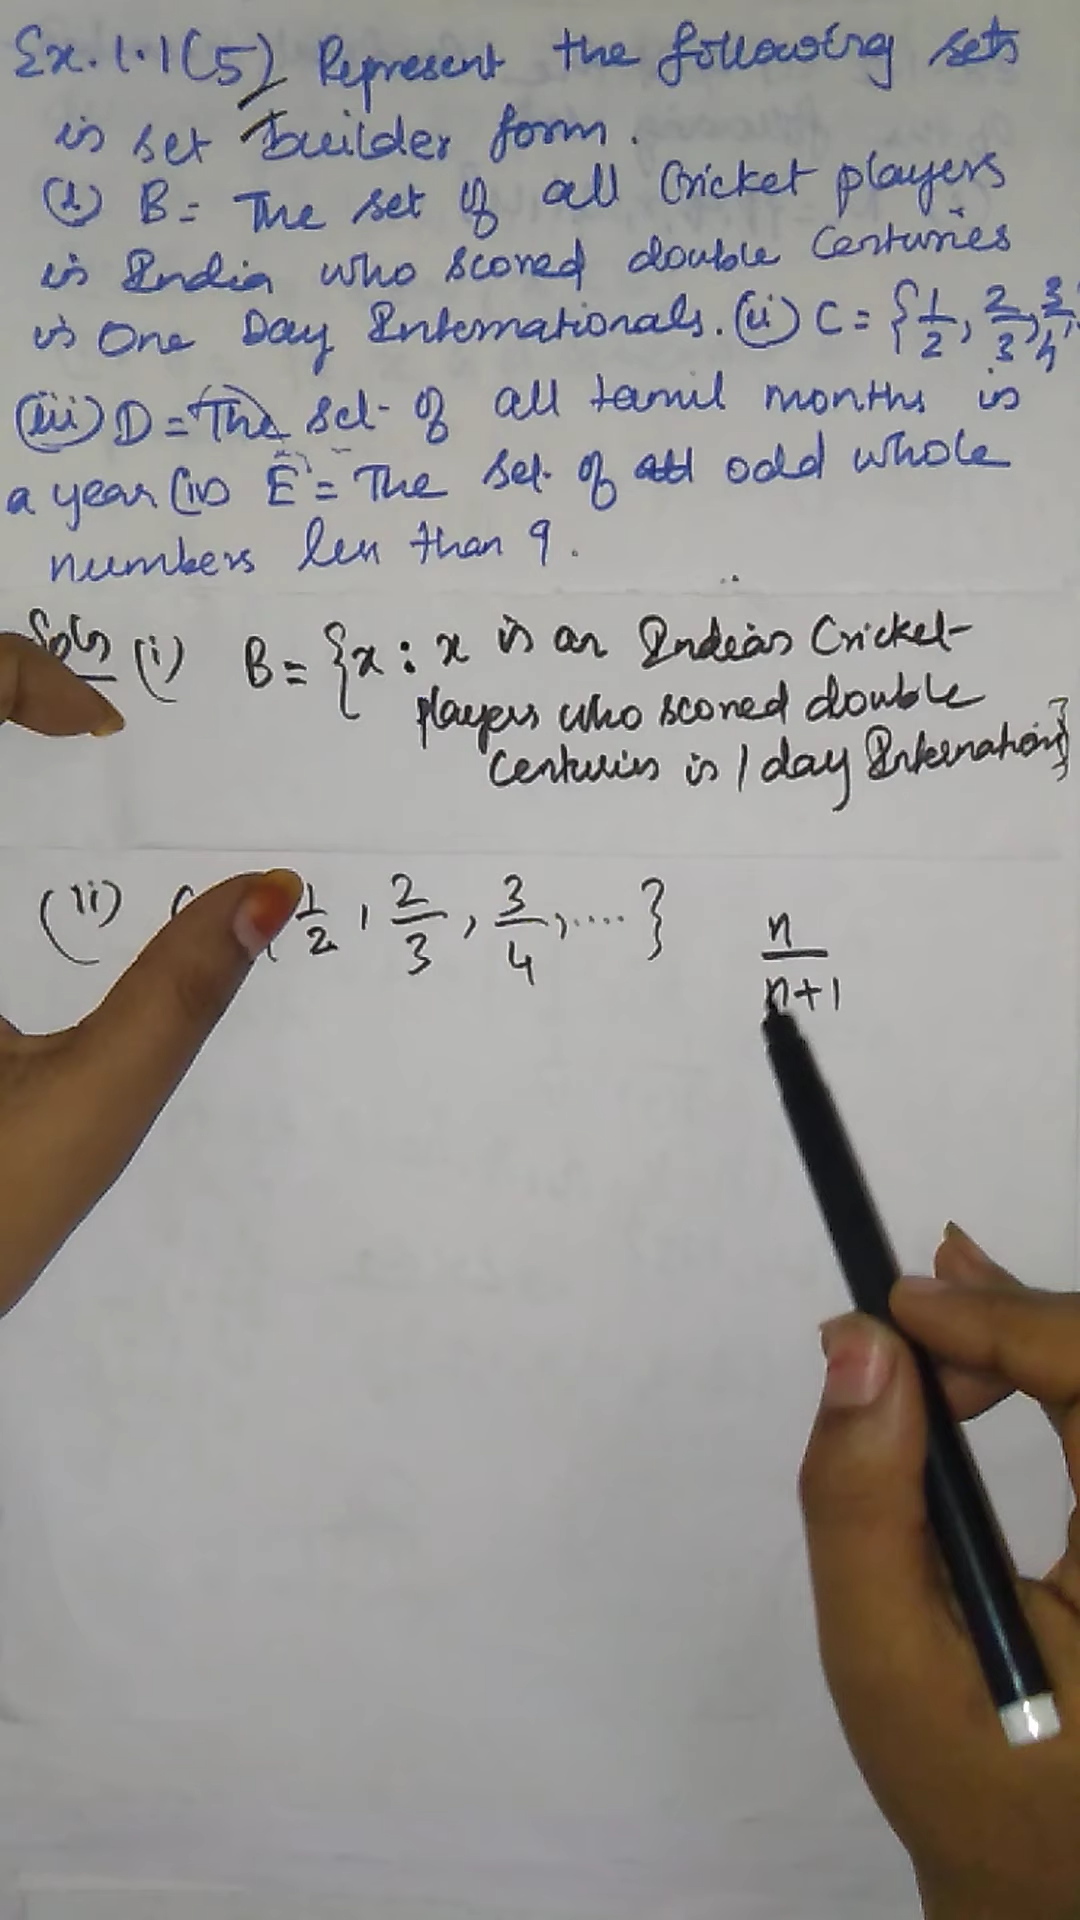 Ex.1.1(5) Represent the following sets
in set builder form.
(i) B = The set of all Cricket players
in India who scored double Centuries
in One Day Internationals. (ii) C = {1/2, 2/3, 3/4,
(iii) D = The set of all tamil months in
a year (iv) E = The set of odd whole
numbers less than 9.
Soln (i) B = {x : x is an Indian Cricket
players who scored double
Centuries in 1 day Internation}
(ii) 1/2, 2/3, 3/4, .... } n/n+1